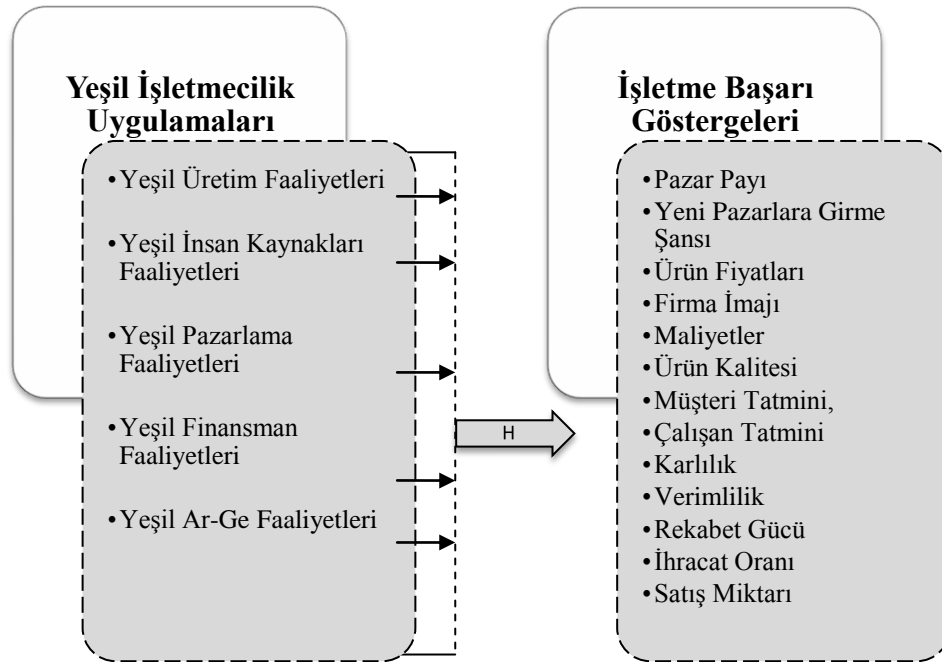 Yeşil İşletmecilik
Uygulamaları
•Yeşil Üretim Faaliyetleri
•Yeşil İnsan Kaynakları
Faaliyetleri
•Yeşil Pazarlama
Faaliyetleri
•Yeşil Finansman
Faaliyetleri
•Yeşil Ar-Ge Faaliyetleri
H
İşletme Başarı
Göstergeleri
•Pazar Payı
•Yeni Pazarlara Girme
Şansı
•Ürün Fiyatları
•Firma İmajı
•Maliyetler
•Ürün Kalitesi
•Müşteri Tatmini,
•Çalışan Tatmini
•Karlılık
•Verimlilik
•Rekabet Gücü
•İhracat Oranı
•Satış Miktarı